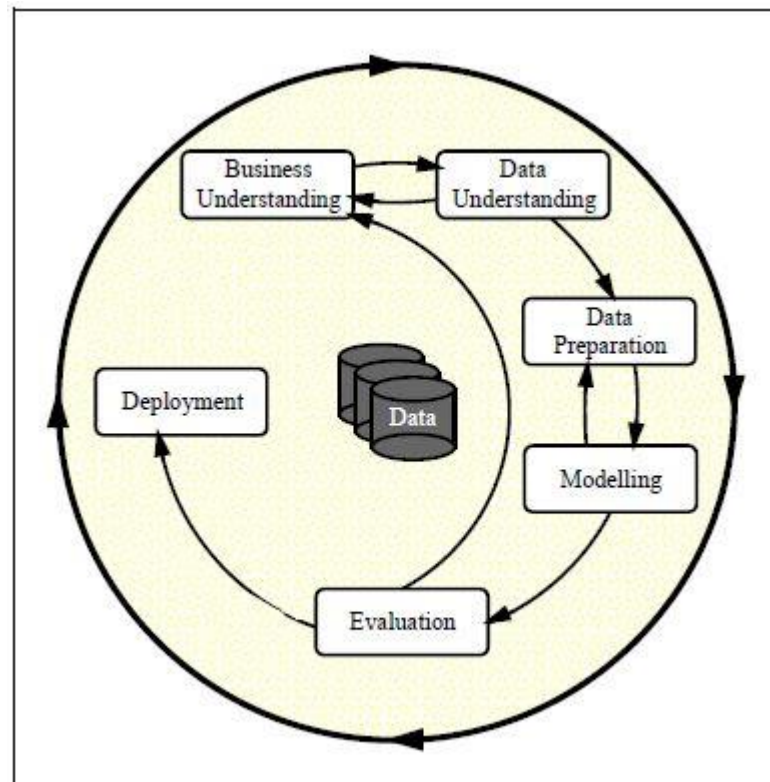 Business
Understanding
Data
Understanding
Data
Preparation
Deployment
Data
Modelling
Evaluation